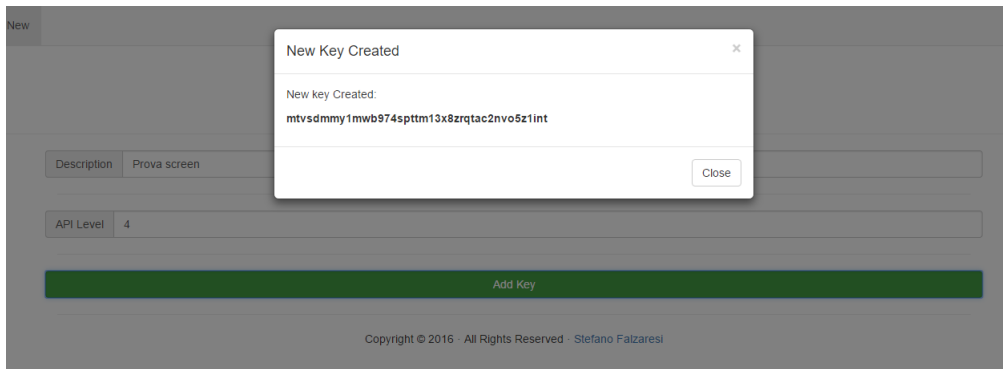 New
New Key Created ×
New key Created:
mtvsdmmy1mwb974spttm13x8zrqtac2nvo5z1int
Close
Description Prova screen
API Level 4
Add Key
Copyright © 2016 · All Rights Reserved · Stefano Falzaresi